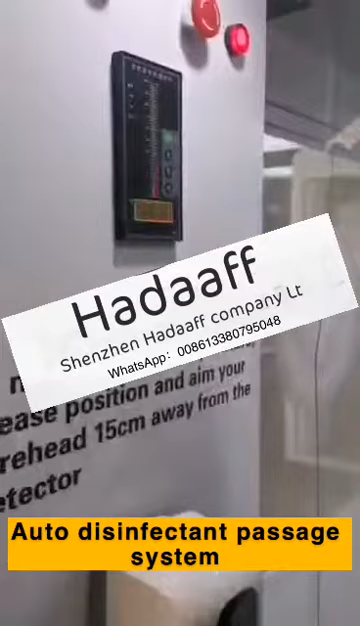 Hadaaff
Shenzhen Hadaaff company Lt
WhatsApp: 008613380795048
ease position and aim your
rehead 15cm away from the
etector
Auto disinfectant passage
system